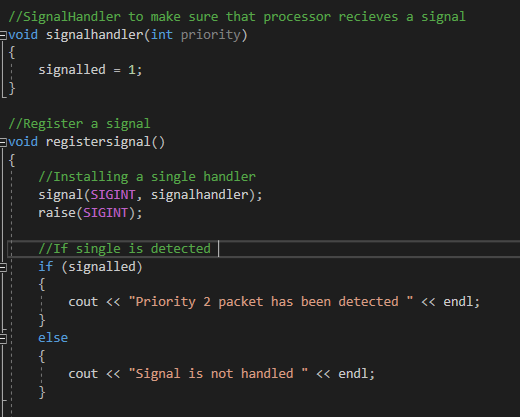 //SignalHandler to make sure that processor recieves a signal
void signalhandler(int priority)
{
signalled = 1;
}
//Register a signal
void registersignal()
{
//Installing a single handler
signal(SIGINT, signalhandler);
raise(SIGINT);
//If single is detected
if (signalled)
{
cout << "Priority 2 packet has been detected " << endl;
}
else
{
cout << "Signal is not handled " << endl;
}